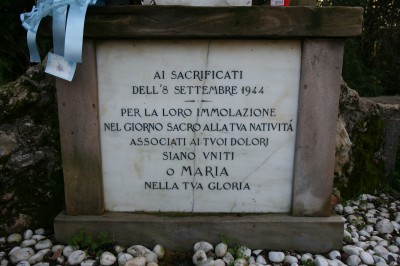 AI SACRIFICATI
DELL'8 SETTEMBRE 1944
PER LA LORO IMMOLAZIONE
NEL GIORNO SACRO ALLA TVA NATIVITÁ
ASSOCIATI AI TVOI DOLORI
SIANO VNITI
O MARIA
NELLA TVA GLORIA